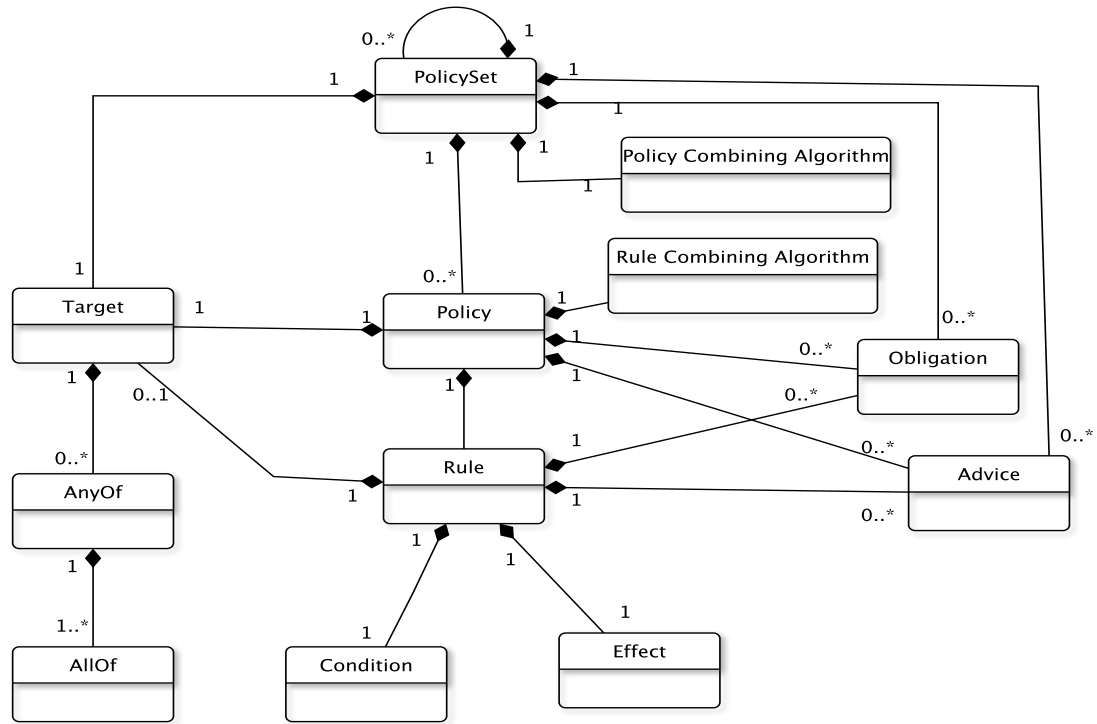 1
0..*
PolicySet
1
1
1
1
1
Policy Combining Algorithm
1
Rule Combining Algorithm
1
0..*
Target
1
Policy
1
1
1
0..*
0..*
Obligation
1
0..1
1
1
0..*
1
0..*
0..*
0..*
AnyOf
Rule
1
1
0..*
Advice
1
1
1
1..*
1
1
AllOf
Condition
Effect